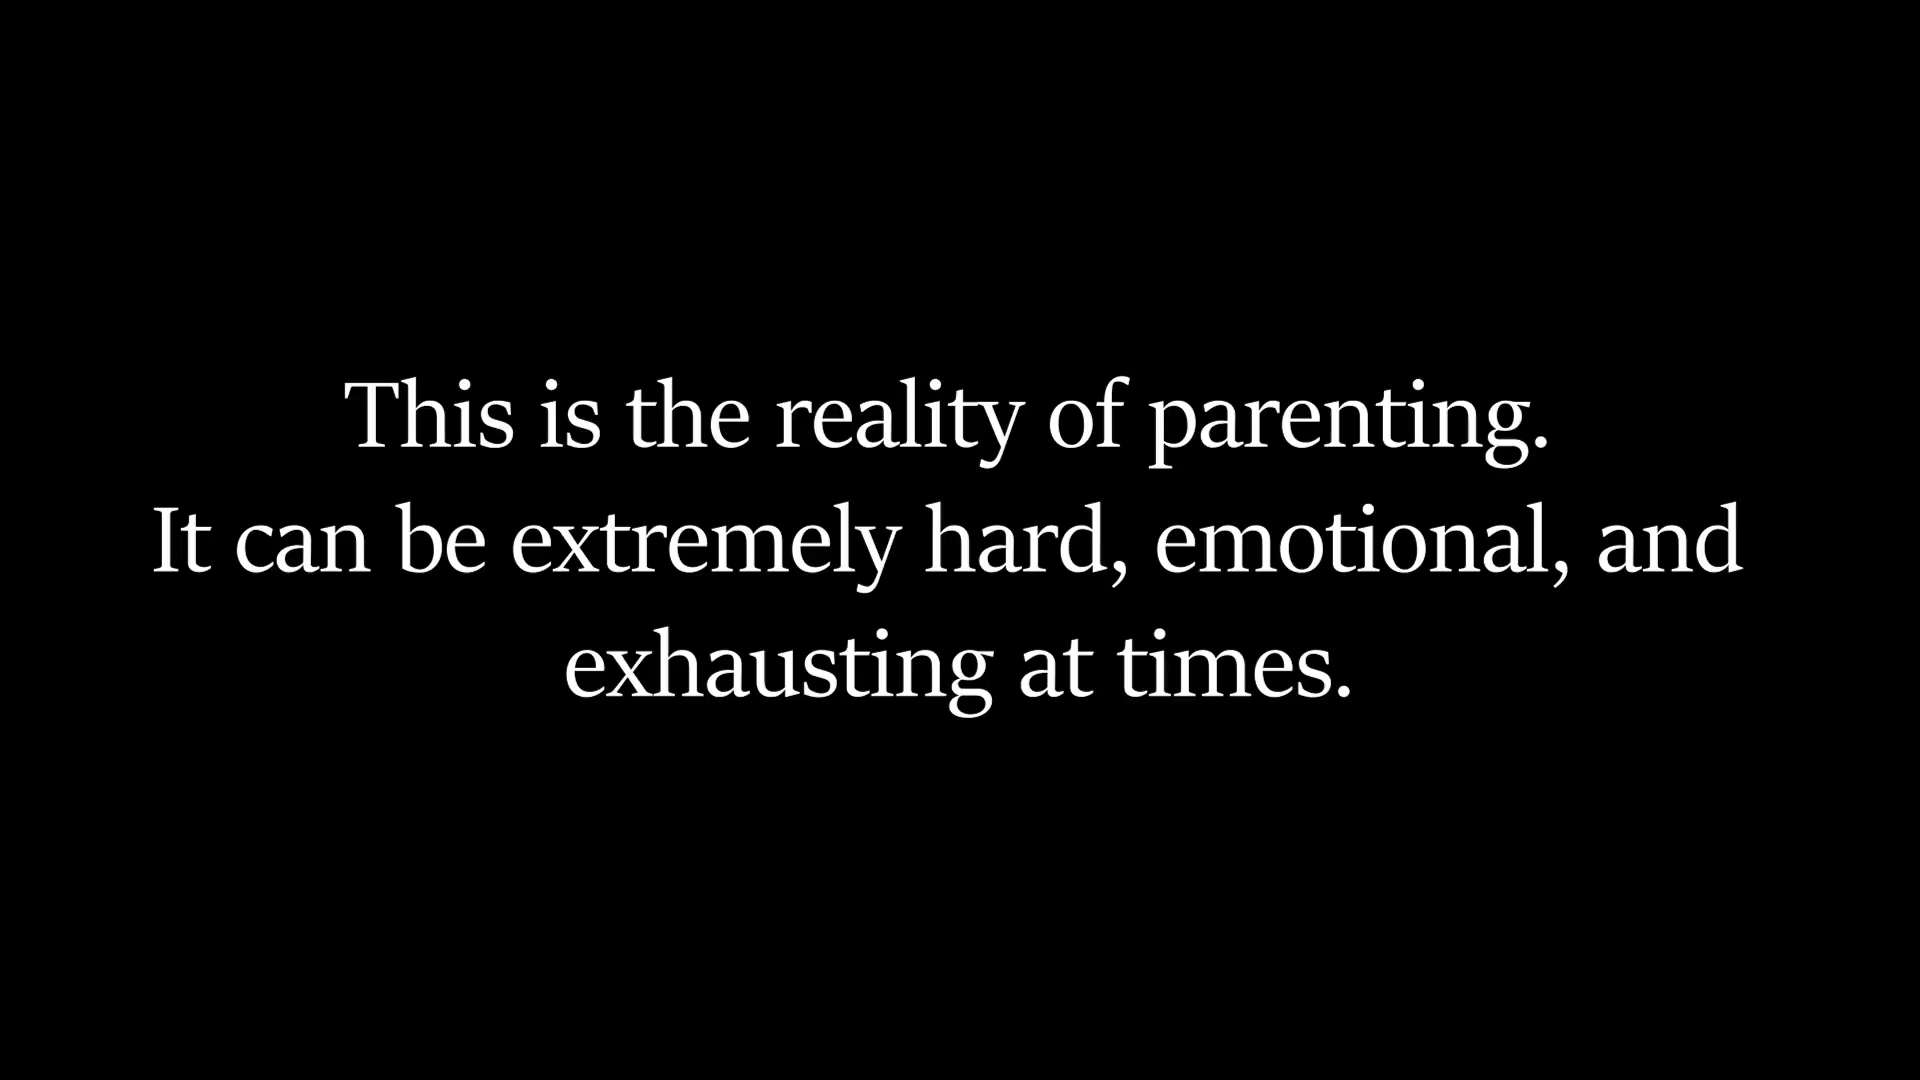 This is the reality of parenting.
It can be extremely hard, emotional, and
exhausting at times.